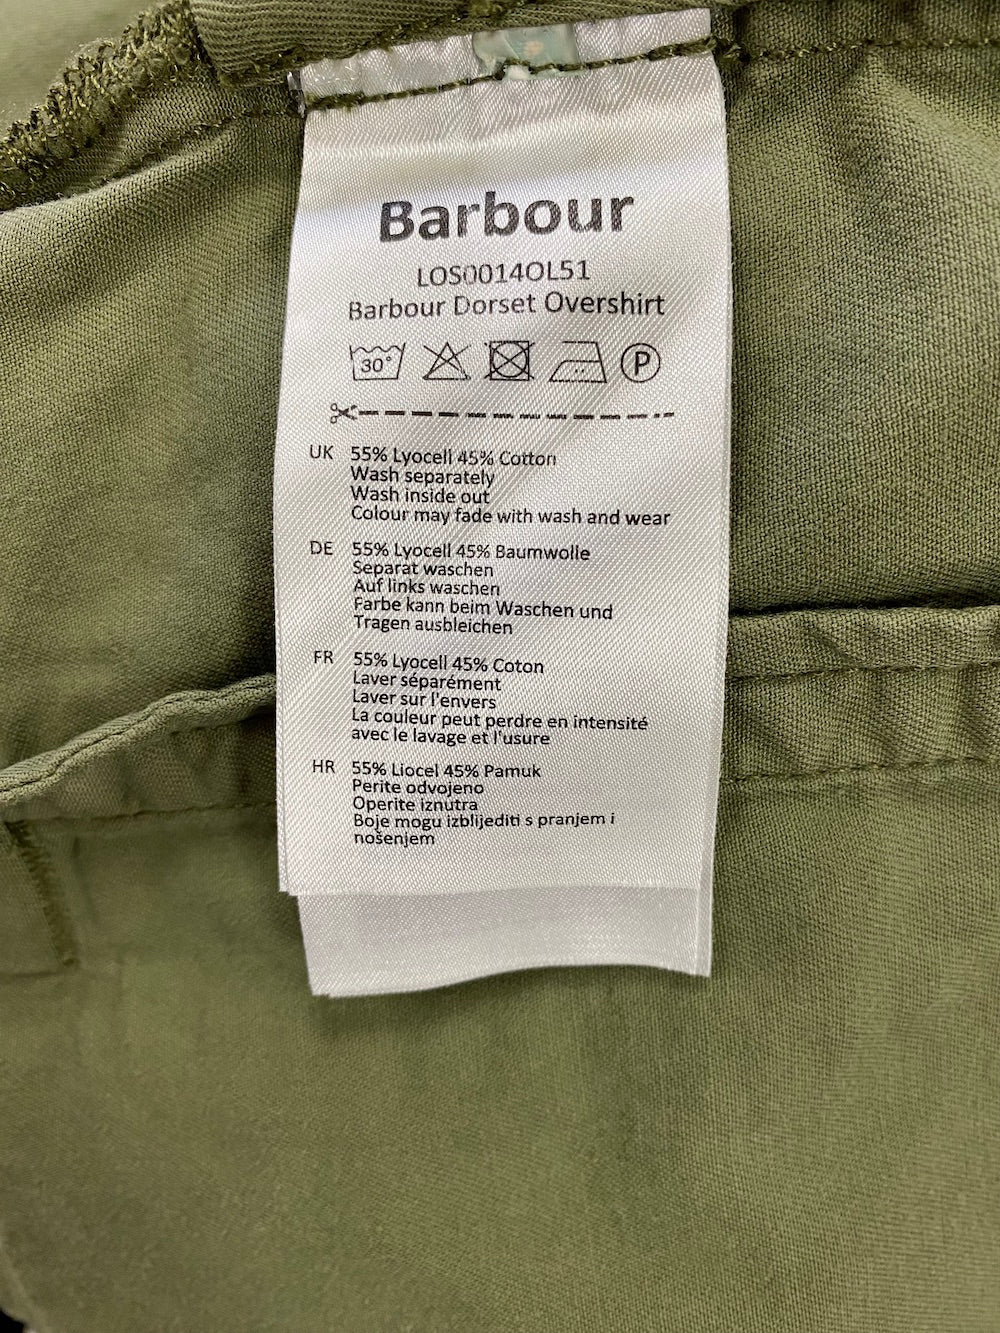 Barbour
LOS0014OL51
Barbour Dorset Overshirt
30° P
UK 55% Lyocell 45% Cotton
Wash separately
Wash inside out
Colour may fade with wash and wear
DE 55% Lyocell 45% Baumwolle
Separat waschen
Auf links waschen
Farbe kann beim Waschen und
Tragen ausbleichen
FR 55% Lyocell 45% Coton
Laver séparément
Laver sur l'envers
La couleur peut perdre en intensité
avec le lavage et l'usure
HR 55% Liocel 45% Pamuk
Perite odvojeno
Operite iznutra
Boje mogu izblijediti s pranjem i
nošenjem